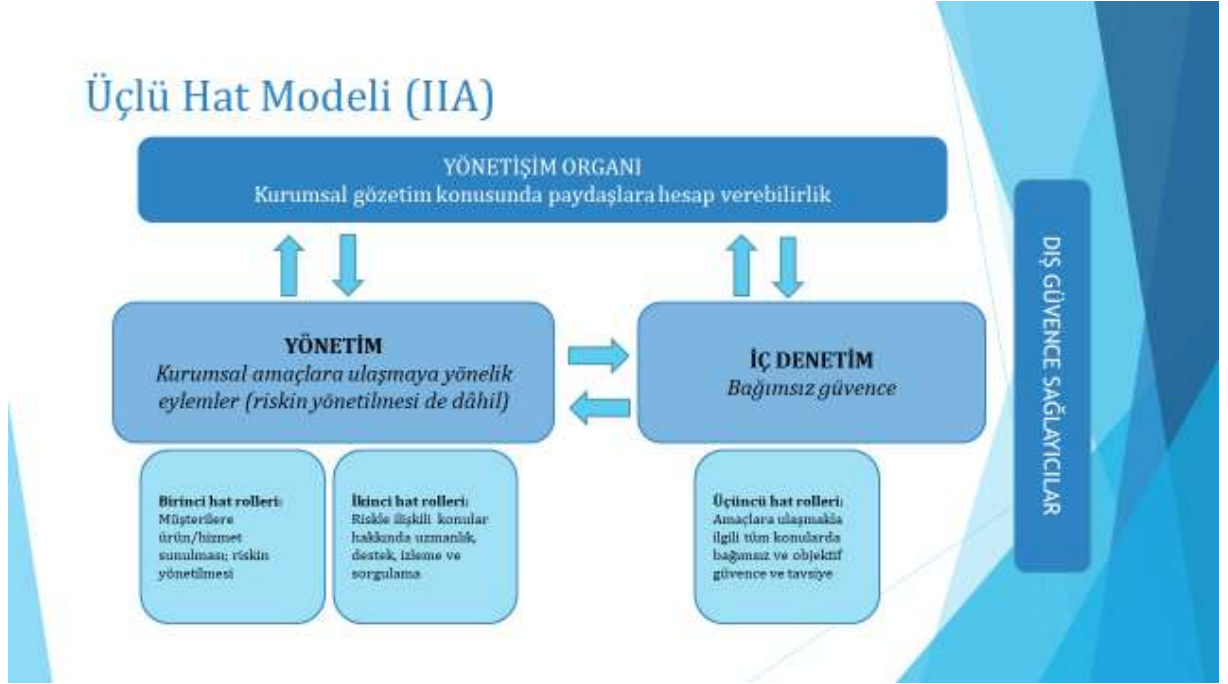 Üçlü Hat Modeli (IIA)
YÖNETİŞİM ORGANI
Kurumsal gözetim konusunda paydaşlara hesap verebilirlik
YÖNETİM
Kurumsal amaçlara ulaşmaya yönelik
eylemler (riskin yönetilmesi de dâhil)
İÇ DENETİM
Bağımsız güvence
Birinci hat rolleri:
Müşterilere
ürün/hizmet
sunulması; riskin
yönetilmesi
İkinci hat rolleri:
Riskle ilişkili konular
hakkında uzmanlık,
destek, izleme ve
sorgulama
Üçüncü hat rolleri:
Amaçlara ulaşmakla
ilgili tüm konularda
bağımsız ve objektif
güvence ve tavsiye
DIŞ GÜVENCE SAĞLAYICILAR